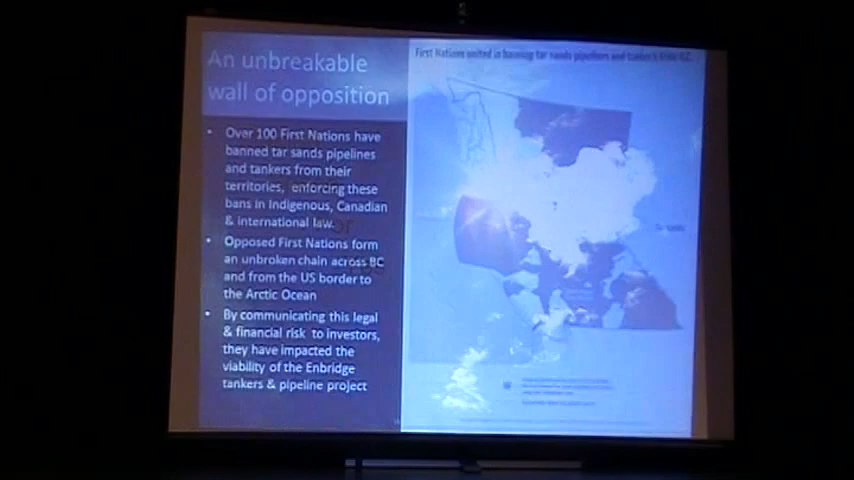 An unbreakable
wall of opposition
• Over 100 First Nations have
banned tar sands pipelines
and tankers from their
territories, enforcing these
bans in Indigenous, Canadian
& international law.
• Opposed First Nations form
an unbroken chain across BC
and from the US border to
the Arctic Ocean
• By communicating this legal
& financial risk to investors,
they have impacted the
viability of the Enbridge
tankers & pipeline project
First Nations united in banning tar sands pipelines and tankers